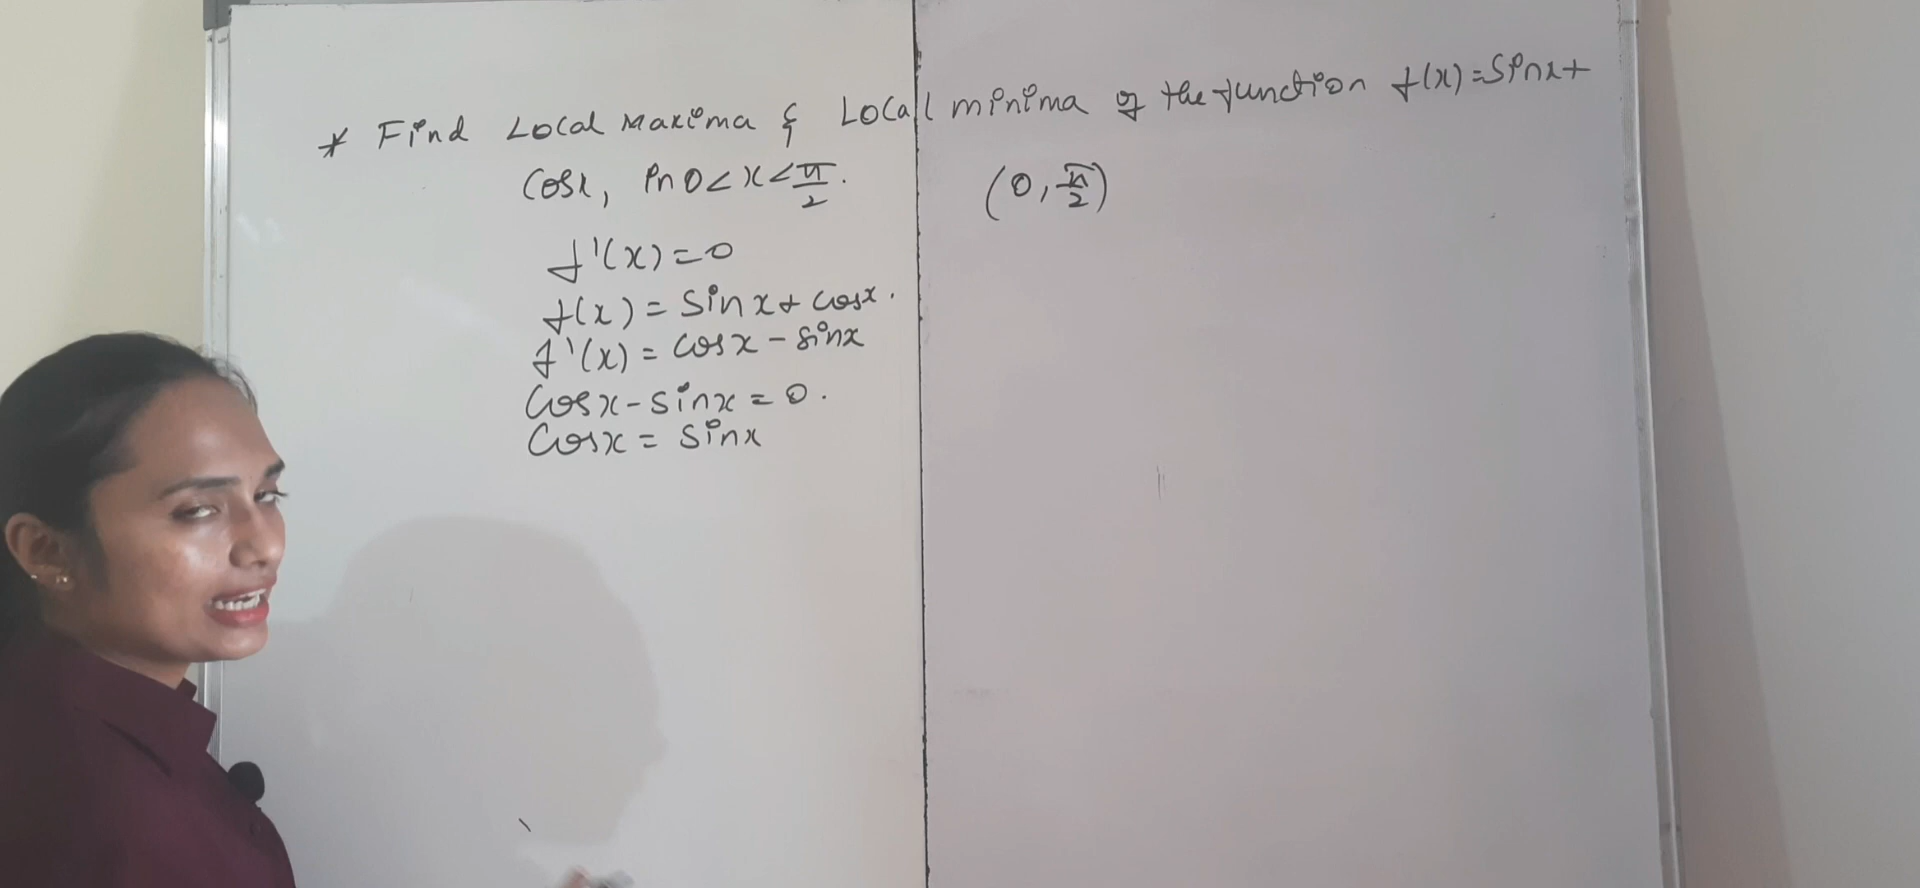 * Find Local Maxima & Local minima of the function f(x)=Sinx+
Cosx, in 0<x<π/2. (0,π/2)
f'(x)=0
f(x)=Sinx+cosx.
f'(x)=cosx-sinx
Cosx-sinx=0.
Cosx=sinx